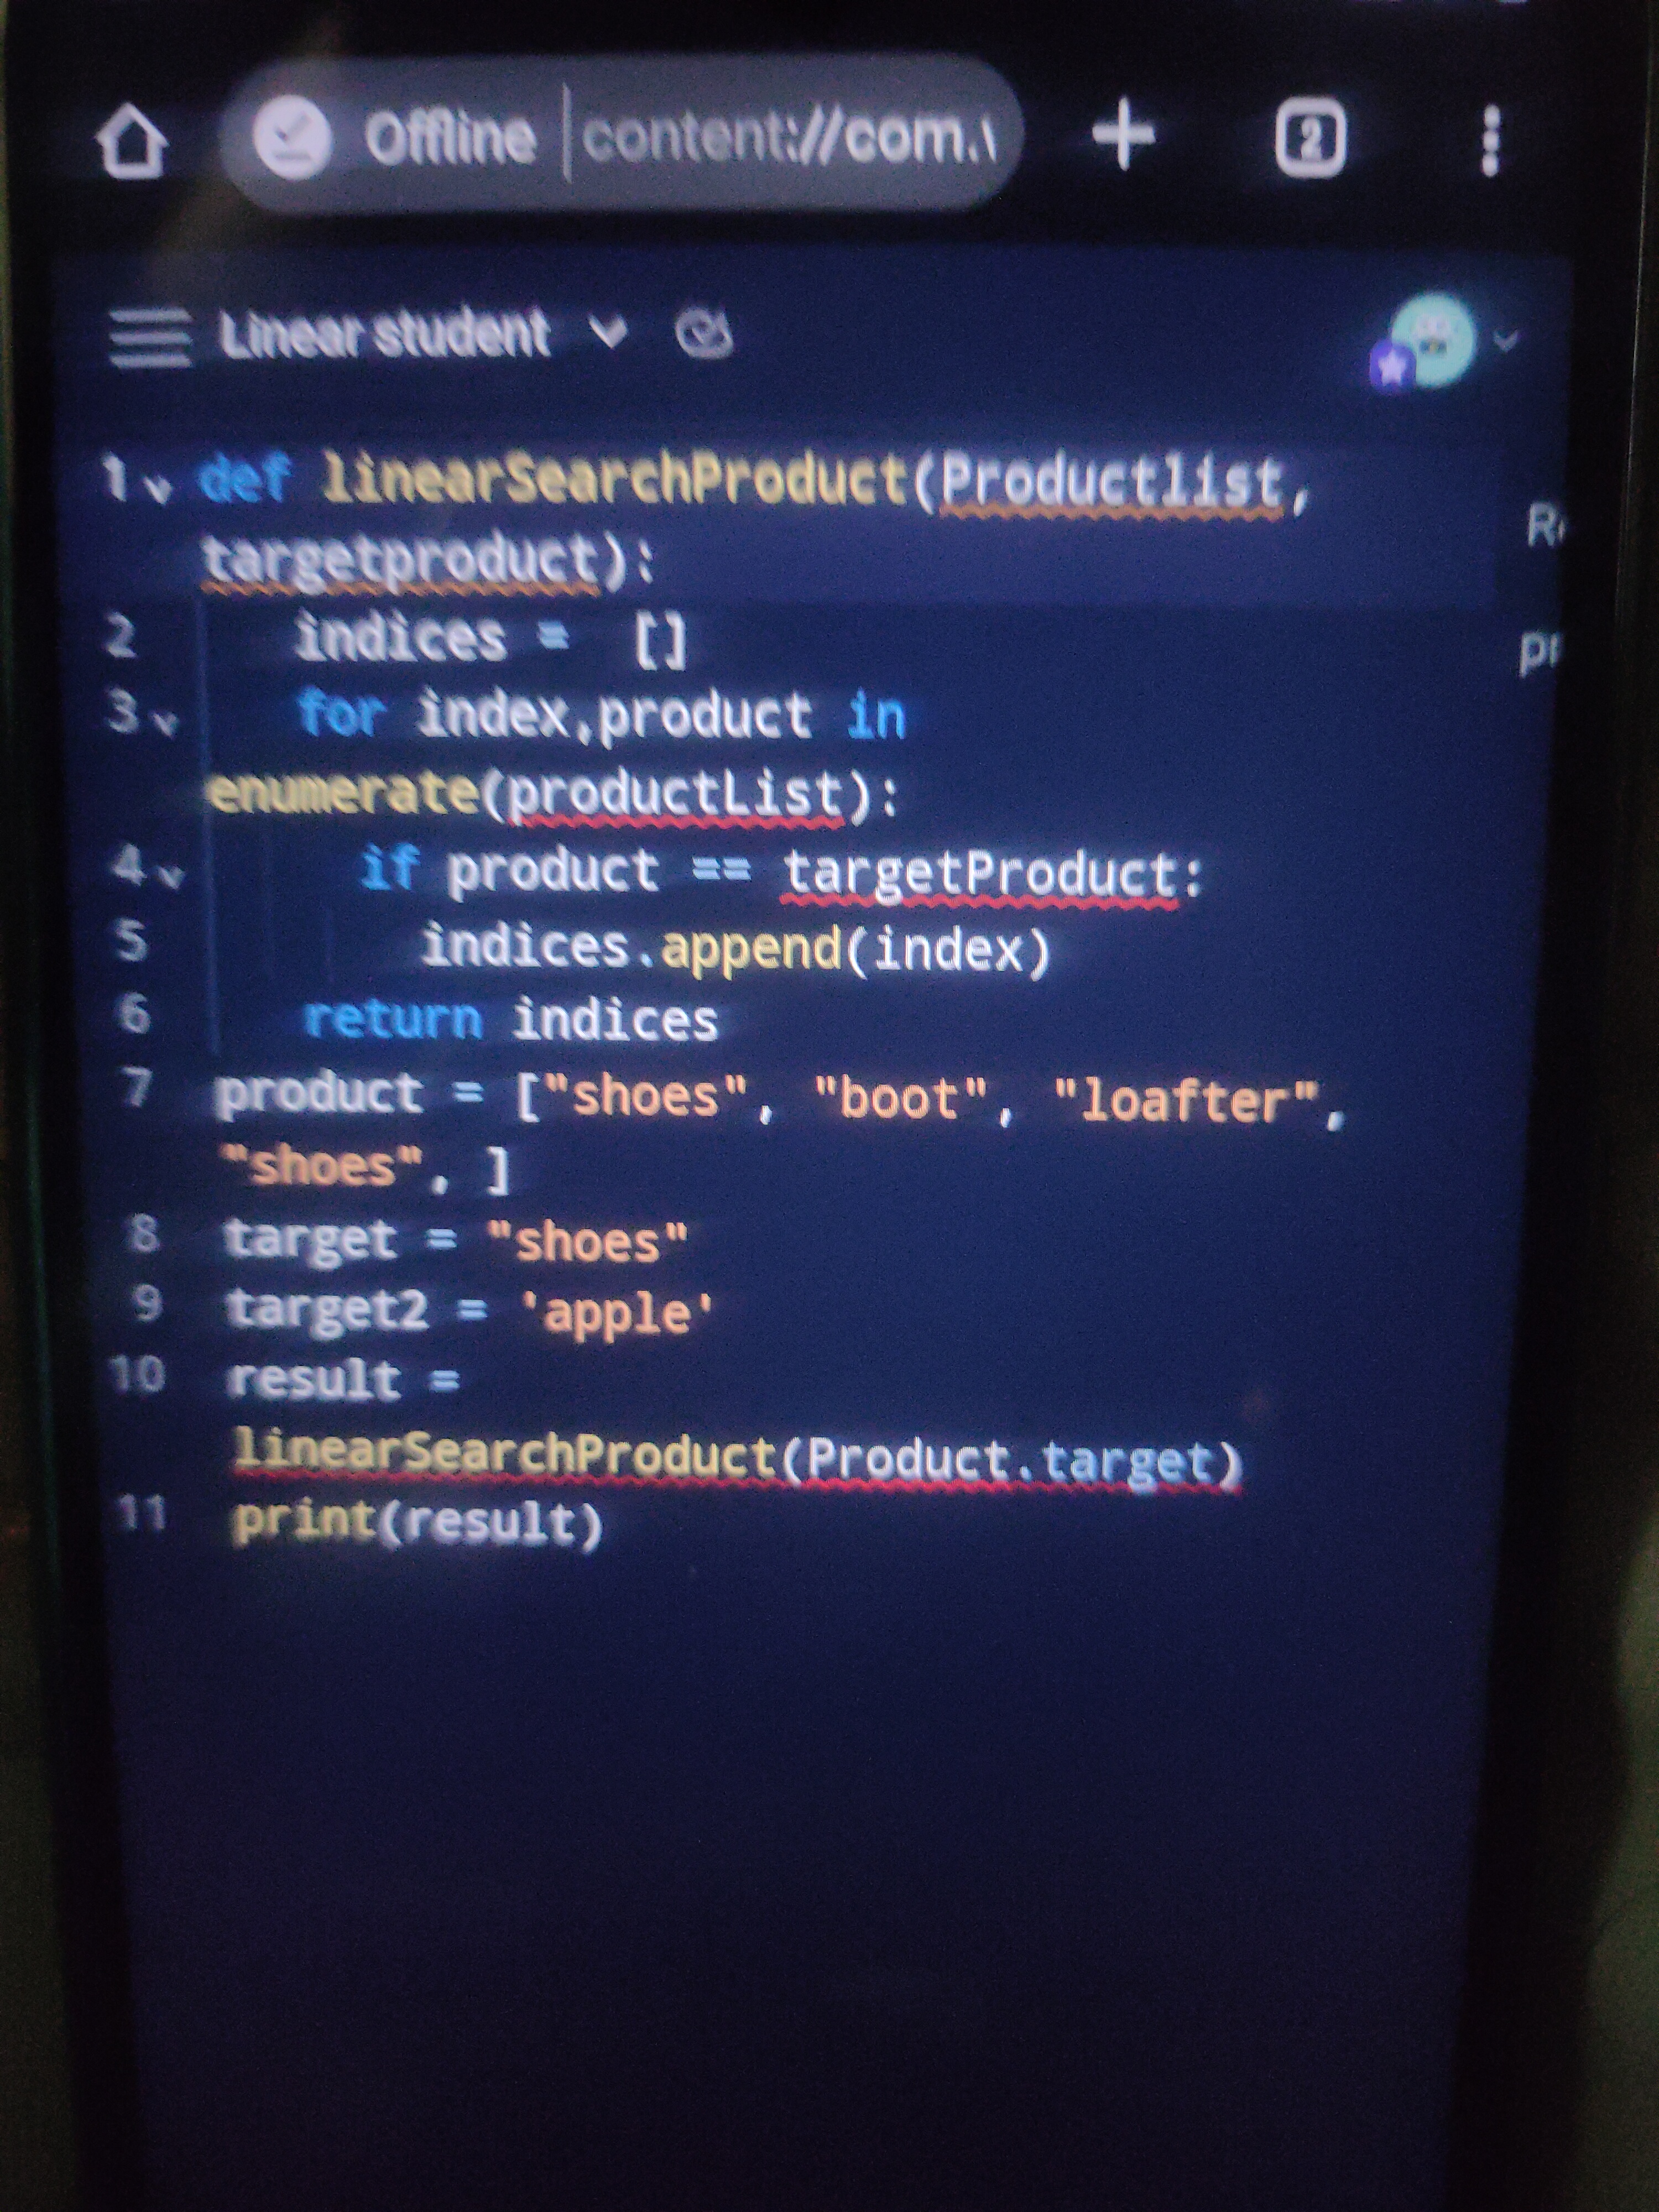 Offline content://com.
Linear student
1 def linearSearchProduct(Productlist,
targetproduct):
2 indices = []
3 for index,product in
enumerate(productList):
4 if product == targetProduct:
5 indices.append(index)
6 return indices
7 product = ["shoes", "boot", "loafter",
"shoes", ]
8 target = "shoes"
9 target2 = 'apple'
10 result =
linearSearchProduct(Product.target)
11 print(result)